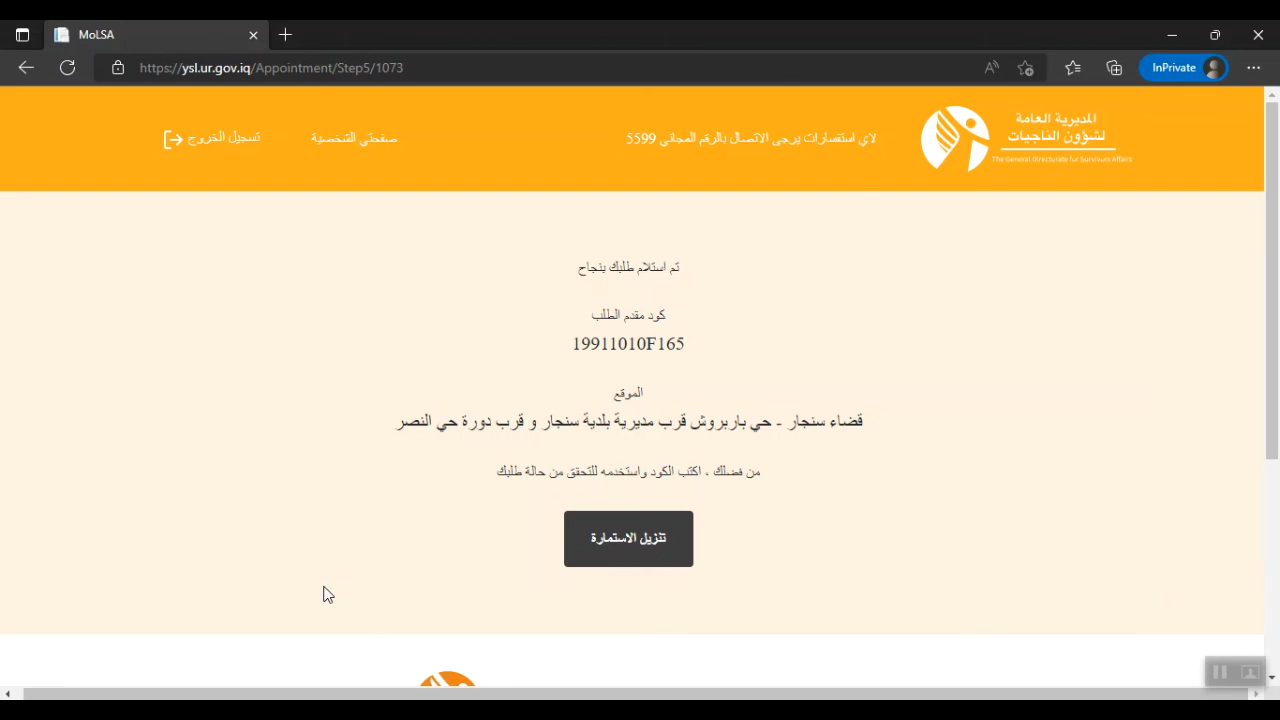 MoLSA
https://ysl.ur.gov.iq/Appointment/Step5/1073
InPrivate
المديرية العامة
لشؤون الناجيات
The General Directorate for Survivors Affairs
لاي استفسارات يرجى الاتصال بالرقم المجاني 5599
صفحتي الشخصية
تسجيل الخروج
تم استلام طلبك بنجاح
كود مقدم الطلب
19911010F165
الموقع
قضاء سنجار - حي باربروش قرب مديرية بلدية سنجار و قرب دورة حي النصر
من فضلك ، اكتب الكود واستخدمه للتحقق من حالة طلبك
تنزيل الاستمارة